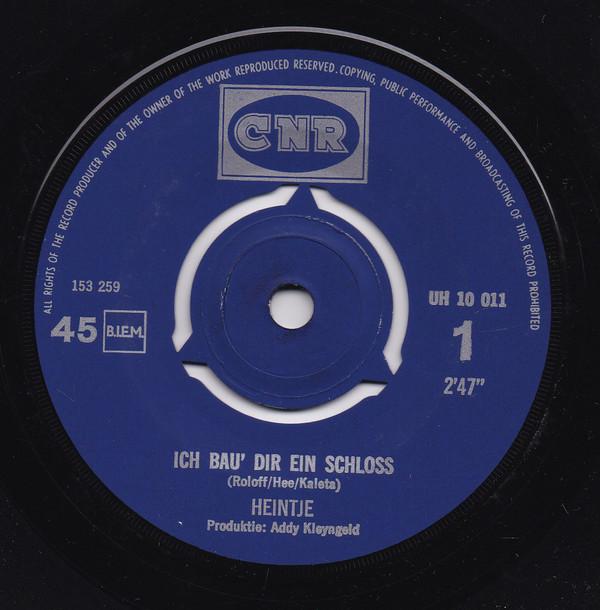 ALL RIGHTS OF THE RECORD PRODUCER AND OF THE OWNER OF THE WORK REPRODUCED RESERVED. COPYING, PUBLIC PERFORMANCE AND BROADCASTING OF THIS RECORD PROHIBITED
CNR
153 259
45 B.I.E.M.
UH 10 011
1
2'47"
ICH BAU' DIR EIN SCHLOSS
(Roloff/Hee/Kaleta)
HEINTJE
Produktie: Addy Kleyngeld